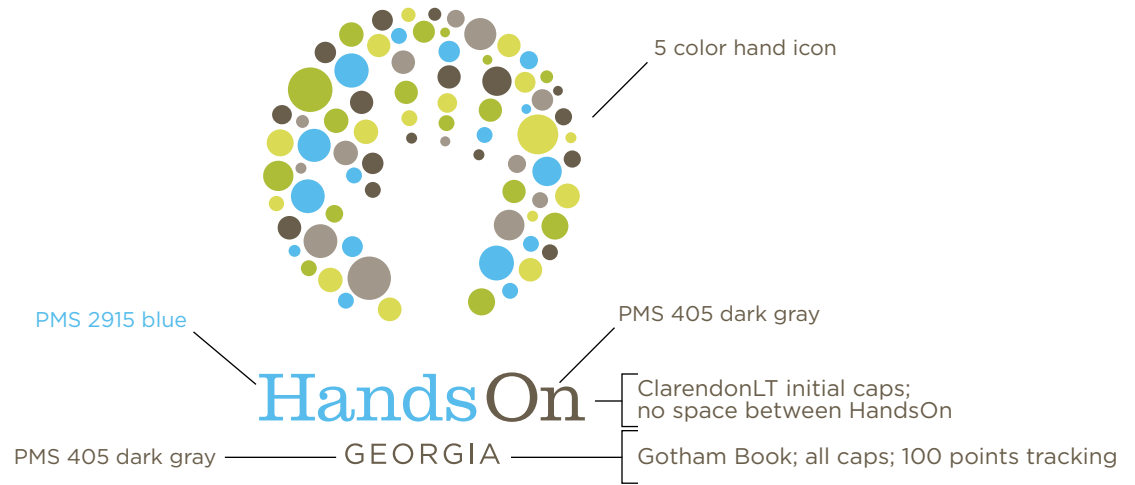 5 color hand icon
PMS 2915 blue
PMS 405 dark gray
HandsOn
ClarendonLT initial caps;
no space between HandsOn
PMS 405 dark gray
GEORGIA
Gotham Book; all caps; 100 points tracking